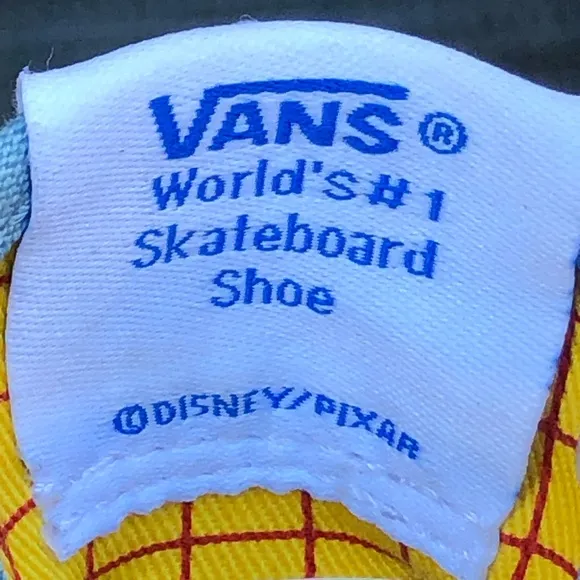 VANS®
World's #1
Skateboard
Shoe
©DISNEY/PIXAR